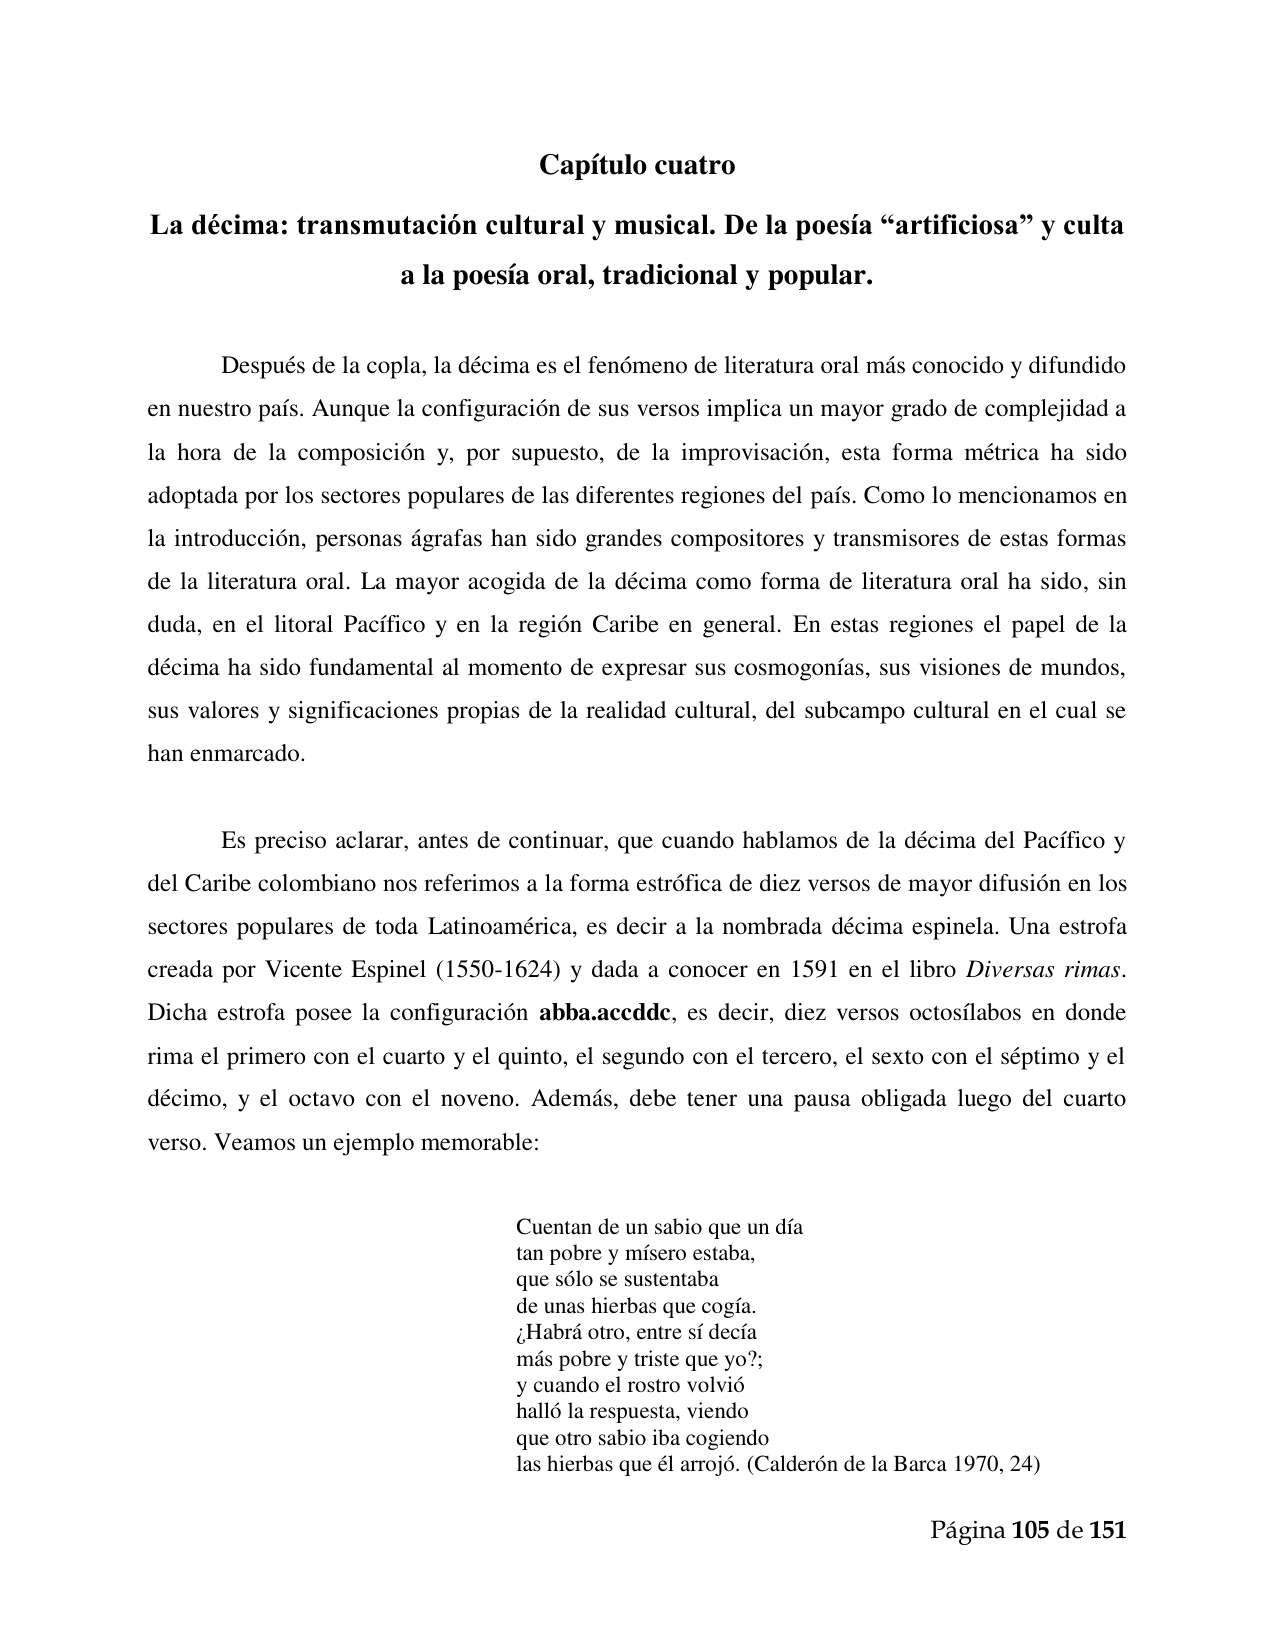 Capítulo cuatro
La décima: transmutación cultural y musical. De la poesía “artificiosa” y culta
a la poesía oral, tradicional y popular.
Después de la copla, la décima es el fenómeno de literatura oral más conocido y difundido
en nuestro país. Aunque la configuración de sus versos implica un mayor grado de complejidad a
la hora de la composición y, por supuesto, de la improvisación, esta forma métrica ha sido
adoptada por los sectores populares de las diferentes regiones del país. Como lo mencionamos en
la introducción, personas ágrafas han sido grandes compositores y transmisores de estas formas
de la literatura oral. La mayor acogida de la décima como forma de literatura oral ha sido, sin
duda, en el litoral Pacífico y en la región Caribe en general. En estas regiones el papel de la
décima ha sido fundamental al momento de expresar sus cosmogonías, sus visiones de mundos,
sus valores y significaciones propias de la realidad cultural, del subcampo cultural en el cual se
han enmarcado.
Es preciso aclarar, antes de continuar, que cuando hablamos de la décima del Pacífico y
del Caribe colombiano nos referimos a la forma estrófica de diez versos de mayor difusión en los
sectores populares de toda Latinoamérica, es decir a la nombrada décima espinela. Una estrofa
creada por Vicente Espinel (1550-1624) y dada a conocer en 1591 en el libro Diversas rimas.
Dicha estrofa posee la configuración abba.accddc, es decir, diez versos octosílabos en donde
rima el primero con el cuarto y el quinto, el segundo con el tercero, el sexto con el séptimo y el
décimo, y el octavo con el noveno. Además, debe tener una pausa obligada luego del cuarto
verso. Veamos un ejemplo memorable:
Cuentan de un sabio que un día
tan pobre y mísero estaba,
que sólo se sustentaba
de unas hierbas que cogía.
¿Habrá otro, entre sí decía
más pobre y triste que yo?;
y cuando el rostro volvió
halló la respuesta, viendo
que otro sabio iba cogiendo
las hierbas que él arrojó. (Calderón de la Barca 1970, 24)
Página 105 de 151